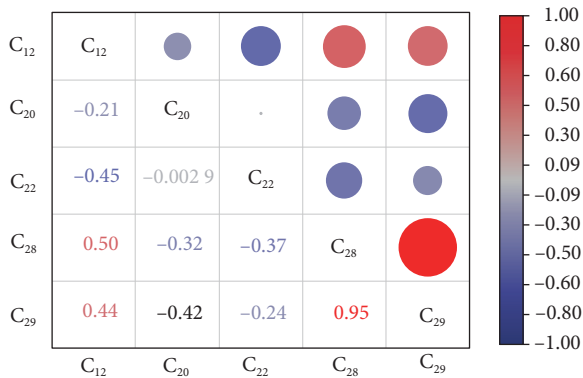 C₁₂ C₁₂
C₂₀ –0.21 C₂₀
C₂₂ –0.45 –0.002 9 C₂₂
C₂₈ 0.50 –0.32 –0.37 C₂₈
C₂₉ 0.44 –0.42 –0.24 0.95 C₂₉
C₁₂ C₂₀ C₂₂ C₂₈ C₂₉
1.00
0.80
0.60
0.50
0.30
0.09
–0.09
–0.30
–0.40
–0.60
–0.80
–1.00